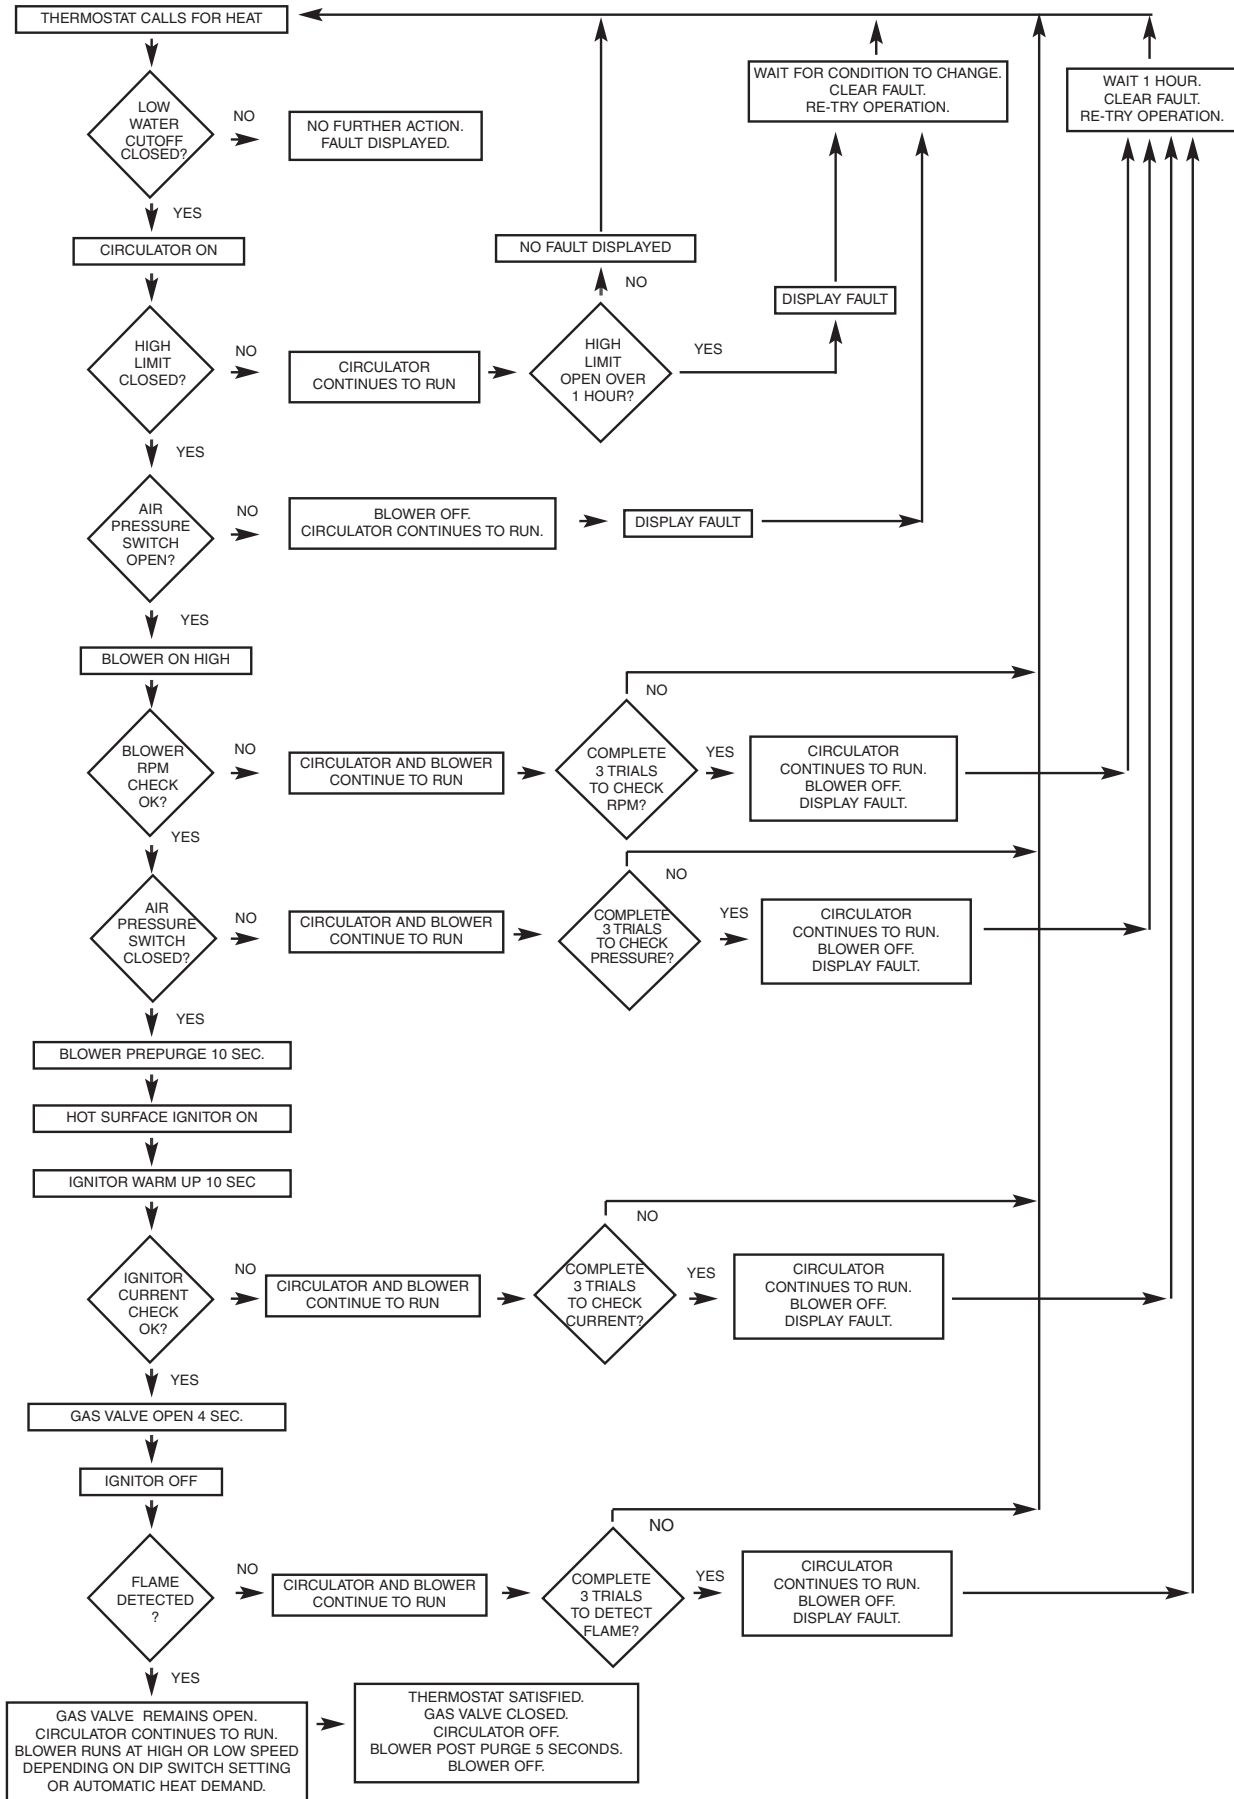 THERMOSTAT CALLS FOR HEAT
WAIT FOR CONDITION TO CHANGE.
CLEAR FAULT.
RE-TRY OPERATION.
WAIT 1 HOUR.
CLEAR FAULT.
RE-TRY OPERATION.
LOW
WATER
CUTOFF
CLOSED?
NO
NO FURTHER ACTION.
FAULT DISPLAYED.
YES
CIRCULATOR ON
NO FAULT DISPLAYED
NO
DISPLAY FAULT
HIGH
LIMIT
CLOSED?
NO
CIRCULATOR
CONTINUES TO RUN
HIGH
LIMIT
OPEN OVER
1 HOUR?
YES
YES
AIR
PRESSURE
SWITCH
OPEN?
NO
BLOWER OFF.
CIRCULATOR CONTINUES TO RUN.
DISPLAY FAULT
YES
BLOWER ON HIGH
NO
BLOWER
RPM
CHECK
OK?
NO
CIRCULATOR AND BLOWER
CONTINUE TO RUN
COMPLETE
3 TRIALS
TO CHECK
RPM?
YES
CIRCULATOR
CONTINUES TO RUN.
BLOWER OFF.
DISPLAY FAULT.
YES
NO
AIR
PRESSURE
SWITCH
CLOSED?
NO
CIRCULATOR AND BLOWER
CONTINUE TO RUN
COMPLETE
3 TRIALS
TO CHECK
PRESSURE?
YES
CIRCULATOR
CONTINUES TO RUN.
BLOWER OFF.
DISPLAY FAULT.
YES
BLOWER PREPURGE 10 SEC.
HOT SURFACE IGNITOR ON
IGNITOR WARM UP 10 SEC
NO
IGNITOR
CURRENT
CHECK
OK?
NO
CIRCULATOR AND BLOWER
CONTINUE TO RUN
COMPLETE
3 TRIALS
TO CHECK
CURRENT?
YES
CIRCULATOR
CONTINUES TO RUN.
BLOWER OFF.
DISPLAY FAULT.
YES
GAS VALVE OPEN 4 SEC.
IGNITOR OFF
NO
FLAME
DETECTED
?
NO
CIRCULATOR AND BLOWER
CONTINUE TO RUN
COMPLETE
3 TRIALS
TO DETECT
FLAME?
YES
CIRCULATOR
CONTINUES TO RUN.
BLOWER OFF.
DISPLAY FAULT.
YES
GAS VALVE REMAINS OPEN.
CIRCULATOR CONTINUES TO RUN.
BLOWER RUNS AT HIGH OR LOW SPEED
DEPENDING ON DIP SWITCH SETTING
OR AUTOMATIC HEAT DEMAND.
THERMOSTAT SATISFIED.
GAS VALVE CLOSED.
CIRCULATOR OFF.
BLOWER POST PURGE 5 SECONDS.
BLOWER OFF.